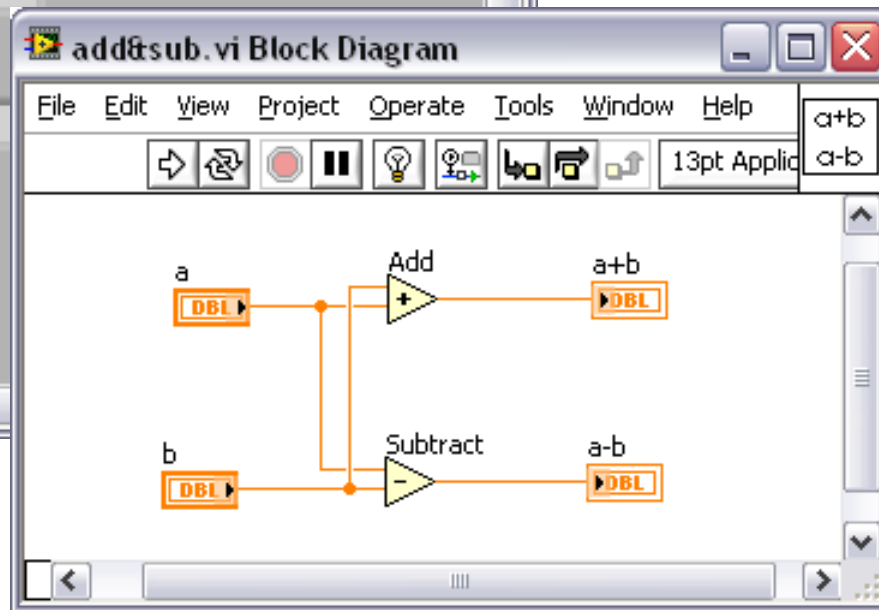 add&sub.vi Block Diagram
File Edit View Project Operate Tools Window Help
a+b
a-b
13pt Applic
a
DBL
Add
+
a+b
DBL
b
DBL
Subtract
-
a-b
DBL